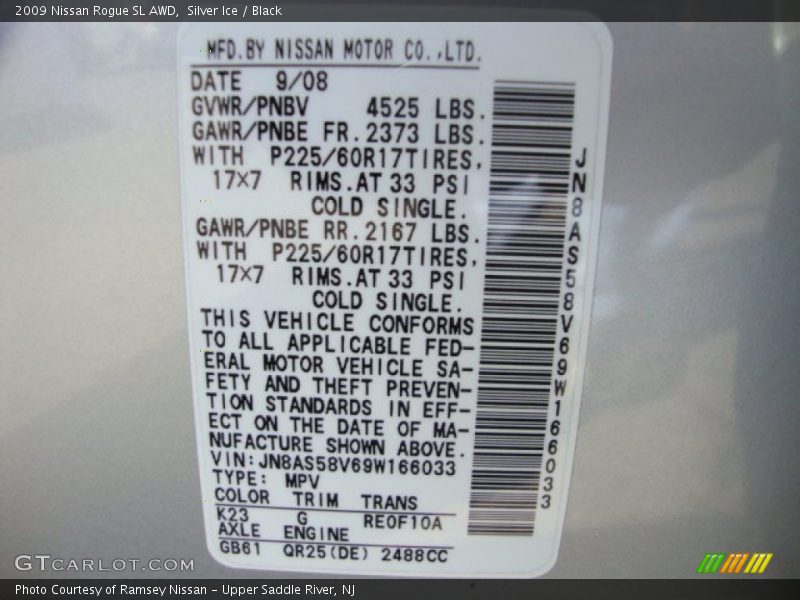 2009 Nissan Rogue SL AWD,  Silver Ice / Black
MFD.BY NISSAN MOTOR CO.,LTD.
DATE 9/08
GVWR/PNBV 4525 LBS.
GAWR/PNBE FR.2373 LBS.
WITH P225/60R17TIRES,
17×7 RIMS.AT 33 PSI
COLD SINGLE.
GAWR/PNBE RR.2167 LBS.
WITH P225/60R17TIRES,
17×7 RIMS.AT 33 PSI
COLD SINGLE.
THIS VEHICLE CONFORMS
TO ALL APPLICABLE FED-
ERAL MOTOR VEHICLE SA-
FETY AND THEFT PREVEN-
TION STANDARDS IN EFF-
ECT ON THE DATE OF MA-
NUFACTURE SHOWN ABOVE.
VIN:JN8AS58V69W166033
TYPE: MPV
COLOR TRIM TRANS
K23 G RE0F10A
AXLE ENGINE
GB61 QR25(DE) 2488CC
JN8AS58V69W166033
GTCARLOT.COM
Photo Courtesy of Ramsey Nissan - Upper Saddle River, NJ